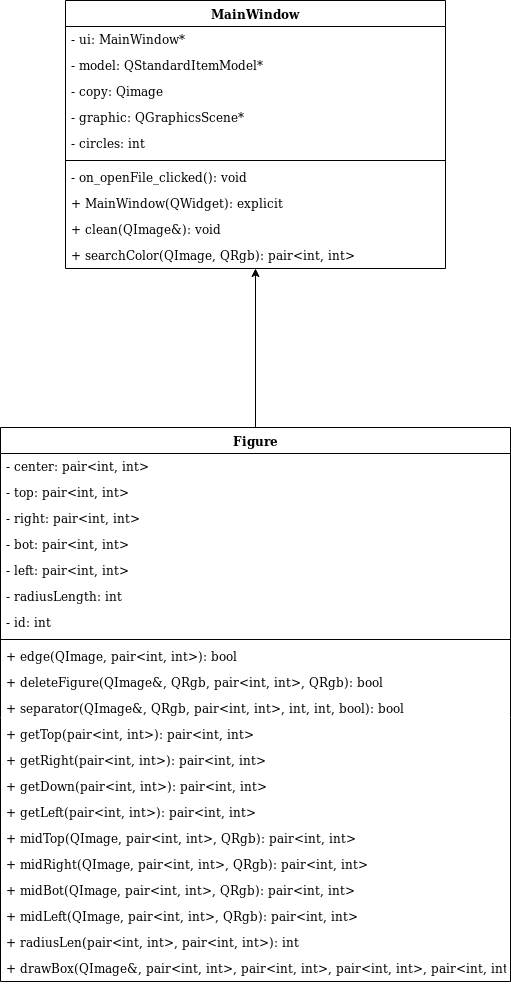 MainWindow
- ui: MainWindow*
- model: QStandardItemModel*
- copy: Qimage
- graphic: QGraphicsScene*
- circles: int
- on_openFile_clicked(): void
+ MainWindow(QWidget): explicit
+ clean(QImage&): void
+ searchColor(QImage, QRgb): pair<int, int>
Figure
- center: pair<int, int>
- top: pair<int, int>
- right: pair<int, int>
- bot: pair<int, int>
- left: pair<int, int>
- radiusLength: int
- id: int
+ edge(QImage, pair<int, int>): bool
+ deleteFigure(QImage&, QRgb, pair<int, int>, QRgb): bool
+ separator(QImage&, QRgb, pair<int, int>, int, int, bool): bool
+ getTop(pair<int, int>): pair<int, int>
+ getRight(pair<int, int>): pair<int, int>
+ getDown(pair<int, int>): pair<int, int>
+ getLeft(pair<int, int>): pair<int, int>
+ midTop(QImage, pair<int, int>, QRgb): pair<int, int>
+ midRight(QImage, pair<int, int>, QRgb): pair<int, int>
+ midBot(QImage, pair<int, int>, QRgb): pair<int, int>
+ midLeft(QImage, pair<int, int>, QRgb): pair<int, int>
+ radiusLen(pair<int, int>, pair<int, int>): int
+ drawBox(QImage&, pair<int, int>, pair<int, int>, pair<int, int>, pair<int, int